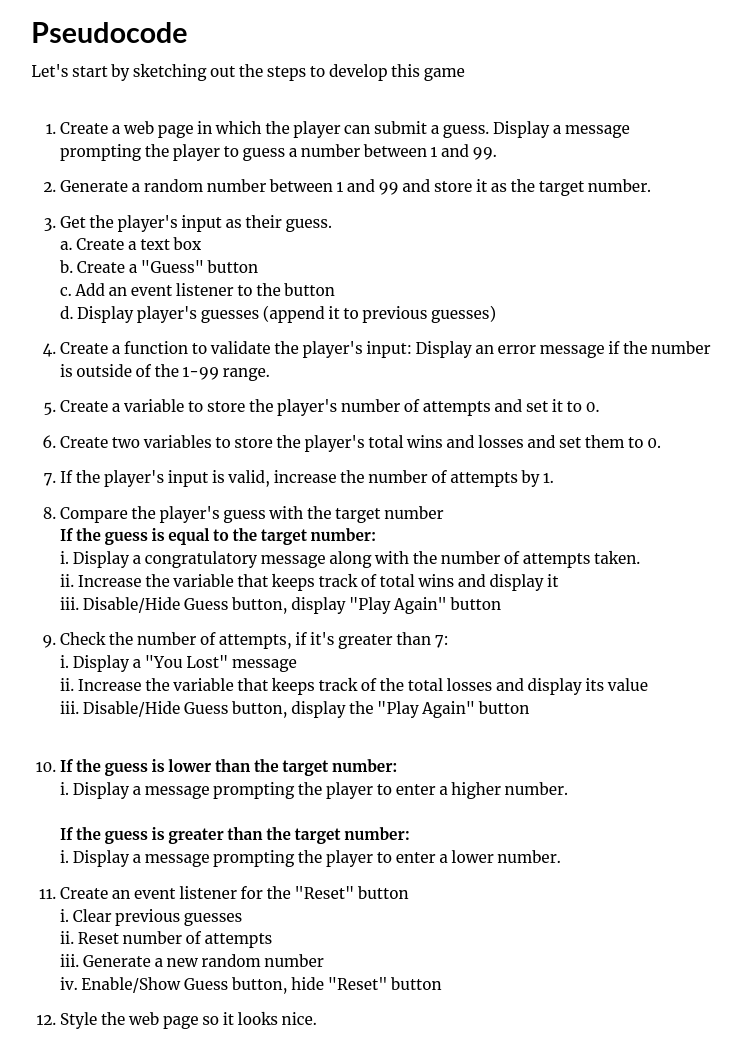 Pseudocode
Let's start by sketching out the steps to develop this game
1. Create a web page in which the player can submit a guess. Display a message
prompting the player to guess a number between 1 and 99.
2. Generate a random number between 1 and 99 and store it as the target number.
3. Get the player's input as their guess.
a. Create a text box
b. Create a "Guess" button
c. Add an event listener to the button
d. Display player's guesses (append it to previous guesses)
4. Create a function to validate the player's input: Display an error message if the number
is outside of the 1-99 range.
5. Create a variable to store the player's number of attempts and set it to 0.
6. Create two variables to store the player's total wins and losses and set them to 0.
7. If the player's input is valid, increase the number of attempts by 1.
8. Compare the player's guess with the target number
If the guess is equal to the target number:
i. Display a congratulatory message along with the number of attempts taken.
ii. Increase the variable that keeps track of total wins and display it
iii. Disable/Hide Guess button, display "Play Again" button
9. Check the number of attempts, if it's greater than 7:
i. Display a "You Lost" message
ii. Increase the variable that keeps track of the total losses and display its value
iii. Disable/Hide Guess button, display the "Play Again" button
10. If the guess is lower than the target number:
i. Display a message prompting the player to enter a higher number.
If the guess is greater than the target number:
i. Display a message prompting the player to enter a lower number.
11. Create an event listener for the "Reset" button
i. Clear previous guesses
ii. Reset number of attempts
iii. Generate a new random number
iv. Enable/Show Guess button, hide "Reset" button
12. Style the web page so it looks nice.